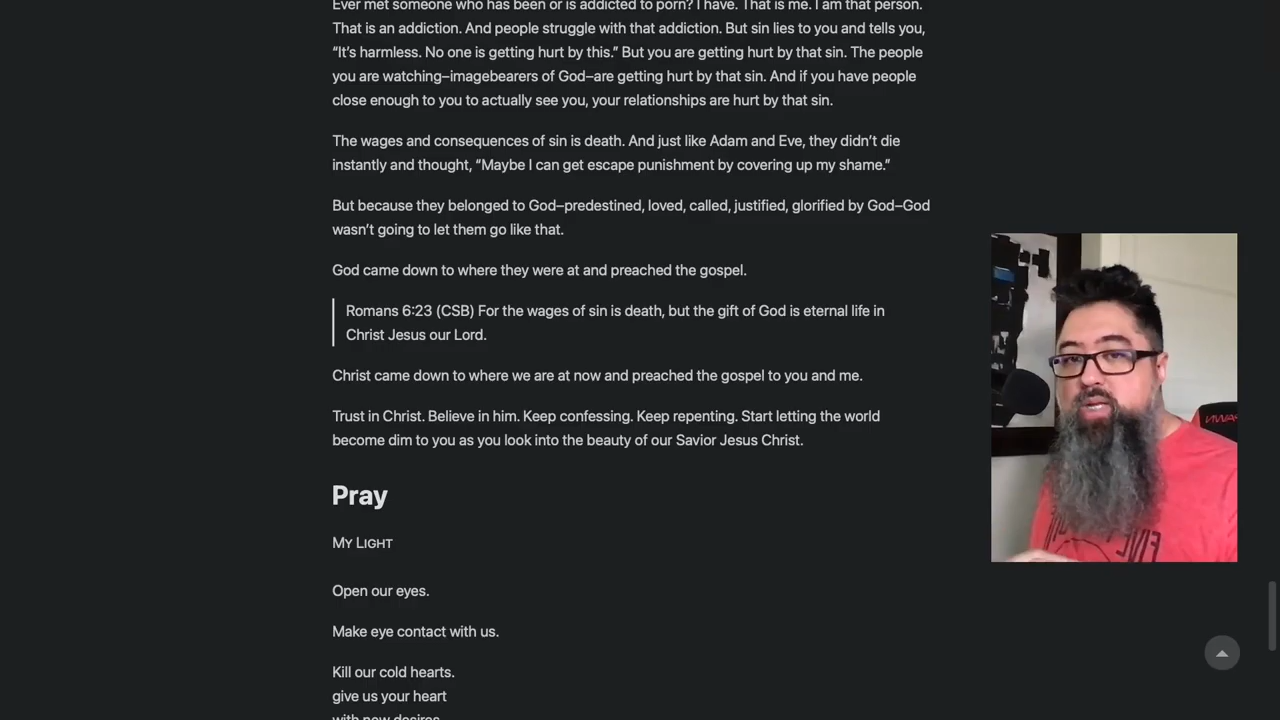 Ever met someone who has been or is addicted to porn? I have. That is me. I am that person.
That is an addiction. And people struggle with that addiction. But sin lies to you and tells you,
“It’s harmless. No one is getting hurt by this.” But you are getting hurt by that sin. The people
you are watching–imagebearers of God–are getting hurt by that sin. And if you have people
close enough to you to actually see you, your relationships are hurt by that sin.
The wages and consequences of sin is death. And just like Adam and Eve, they didn’t die
instantly and thought, “Maybe I can get escape punishment by covering up my shame.”
But because they belonged to God–predestined, loved, called, justified, glorified by God–God
wasn’t going to let them go like that.
God came down to where they were at and preached the gospel.
Romans 6:23 (CSB) For the wages of sin is death, but the gift of God is eternal life in
Christ Jesus our Lord.
Christ came down to where we are at now and preached the gospel to you and me.
Trust in Christ. Believe in him. Keep confessing. Keep repenting. Start letting the world
become dim to you as you look into the beauty of our Savior Jesus Christ.
Pray
My Light
Open our eyes.
Make eye contact with us.
Kill our cold hearts.
give us your heart
with new desires